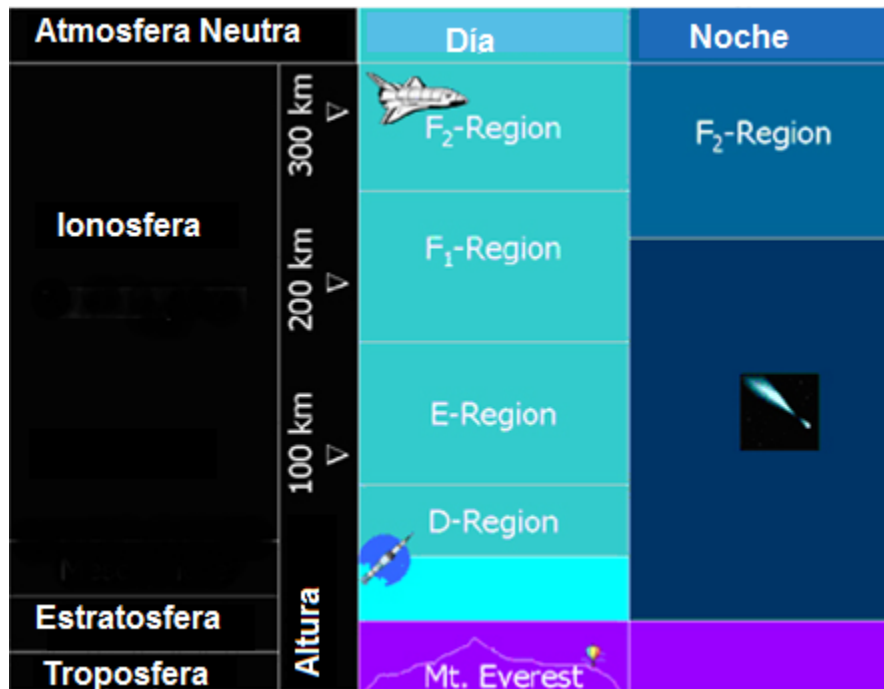 Atmosfera Neutra
Día
Noche
300 km
F₂-Region
F₂-Region
Ionosfera
F₁-Region
200 km
E-Region
100 km
D-Region
Estratosfera
Altura
Troposfera
Mt. Everest